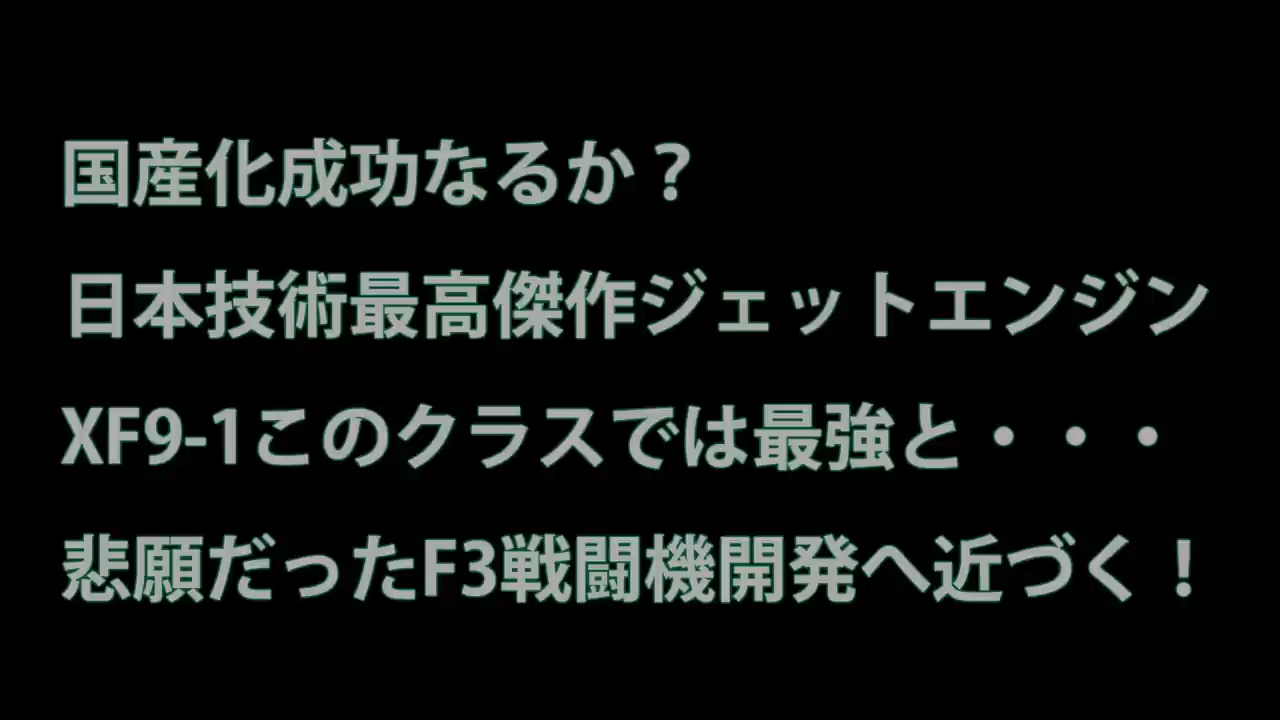 国産化成功なるか？
日本技術最高傑作ジェットエンジン
XF9-1このクラスでは最強と・・・
悲願だったF3戦闘機開発へ近づく！